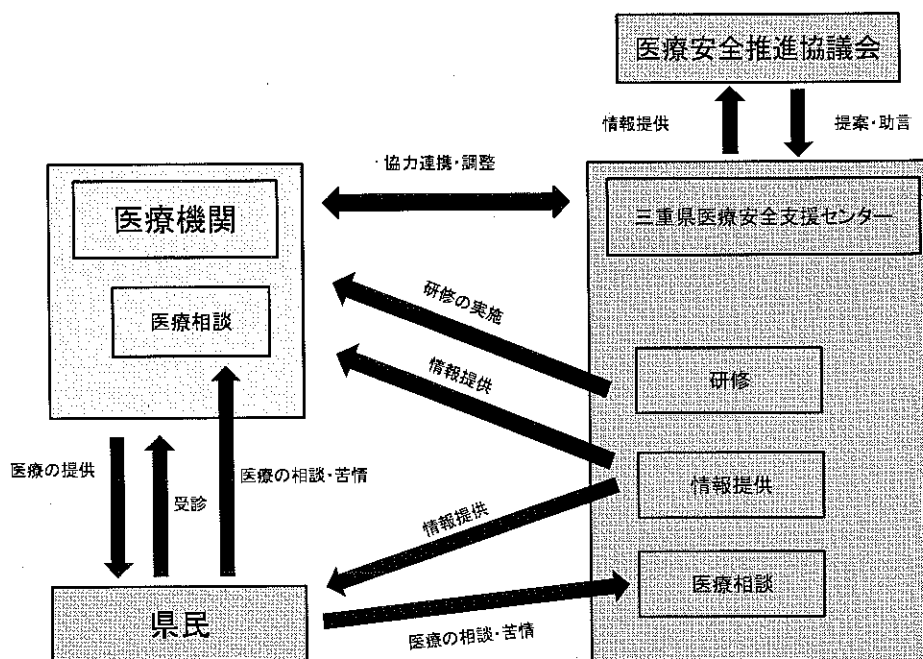 医療安全推進協議会
情報提供
提案・助言
協力連携・調整
医療機関
三重県医療安全支援センター
医療相談
研修の実施
研修
情報提供
医療の提供
受診
医療の相談・苦情
情報提供
情報提供
医療相談
県民
医療の相談・苦情